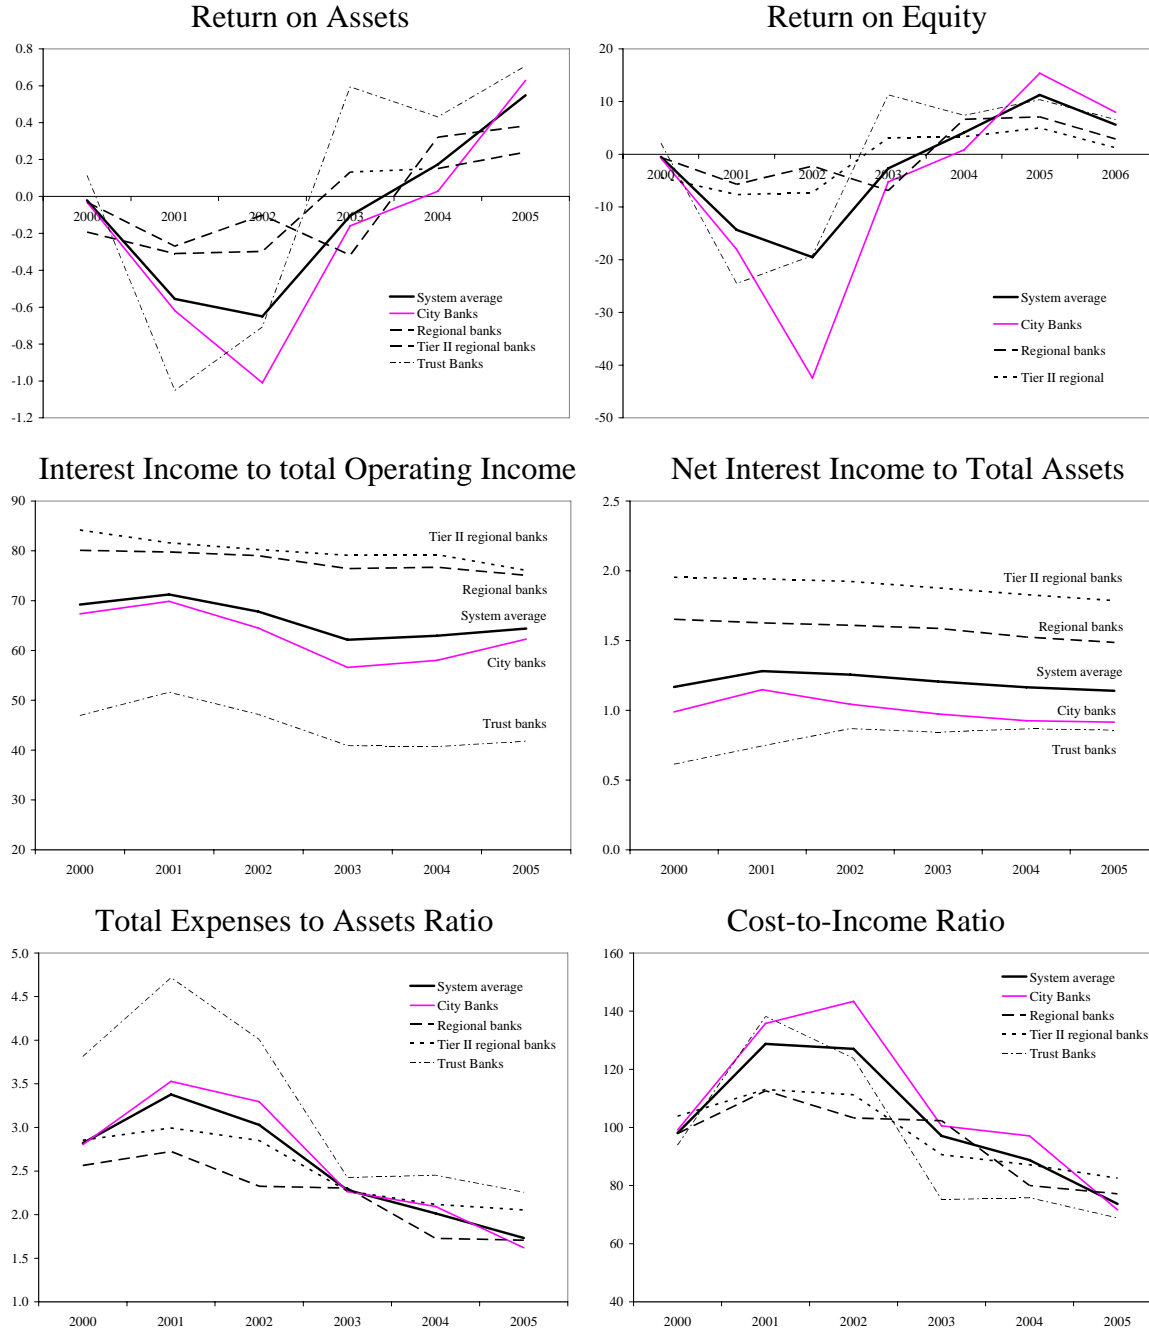 Return on Assets
0.8
0.6
0.4
0.2
0.0
-0.2
-0.4
-0.6
-0.8
-1.0
-1.2
2000
2001
2002
2003
2004
2005
System average
City Banks
Regional banks
Tier II regional banks
Trust Banks
Return on Equity
20
10
0
-10
-20
-30
-40
-50
2000
2001
2002
2003
2004
2005
2006
System average
City Banks
Regional banks
Tier II regional
Interest Income to total Operating Income
90
80
70
60
50
40
30
20
Tier II regional banks
Regional banks
System average
City banks
Trust banks
2000
2001
2002
2003
2004
2005
Net Interest Income to Total Assets
2.5
2.0
1.5
1.0
0.5
0.0
Tier II regional banks
Regional banks
System average
City banks
Trust banks
2000
2001
2002
2003
2004
2005
Total Expenses to Assets Ratio
5.0
4.5
4.0
3.5
3.0
2.5
2.0
1.5
1.0
System average
City Banks
Regional banks
Tier II regional banks
Trust Banks
2000
2001
2002
2003
2004
2005
Cost-to-Income Ratio
160
140
120
100
80
60
40
System average
City Banks
Regional banks
Tier II regional banks
Trust Banks
2000
2001
2002
2003
2004
2005